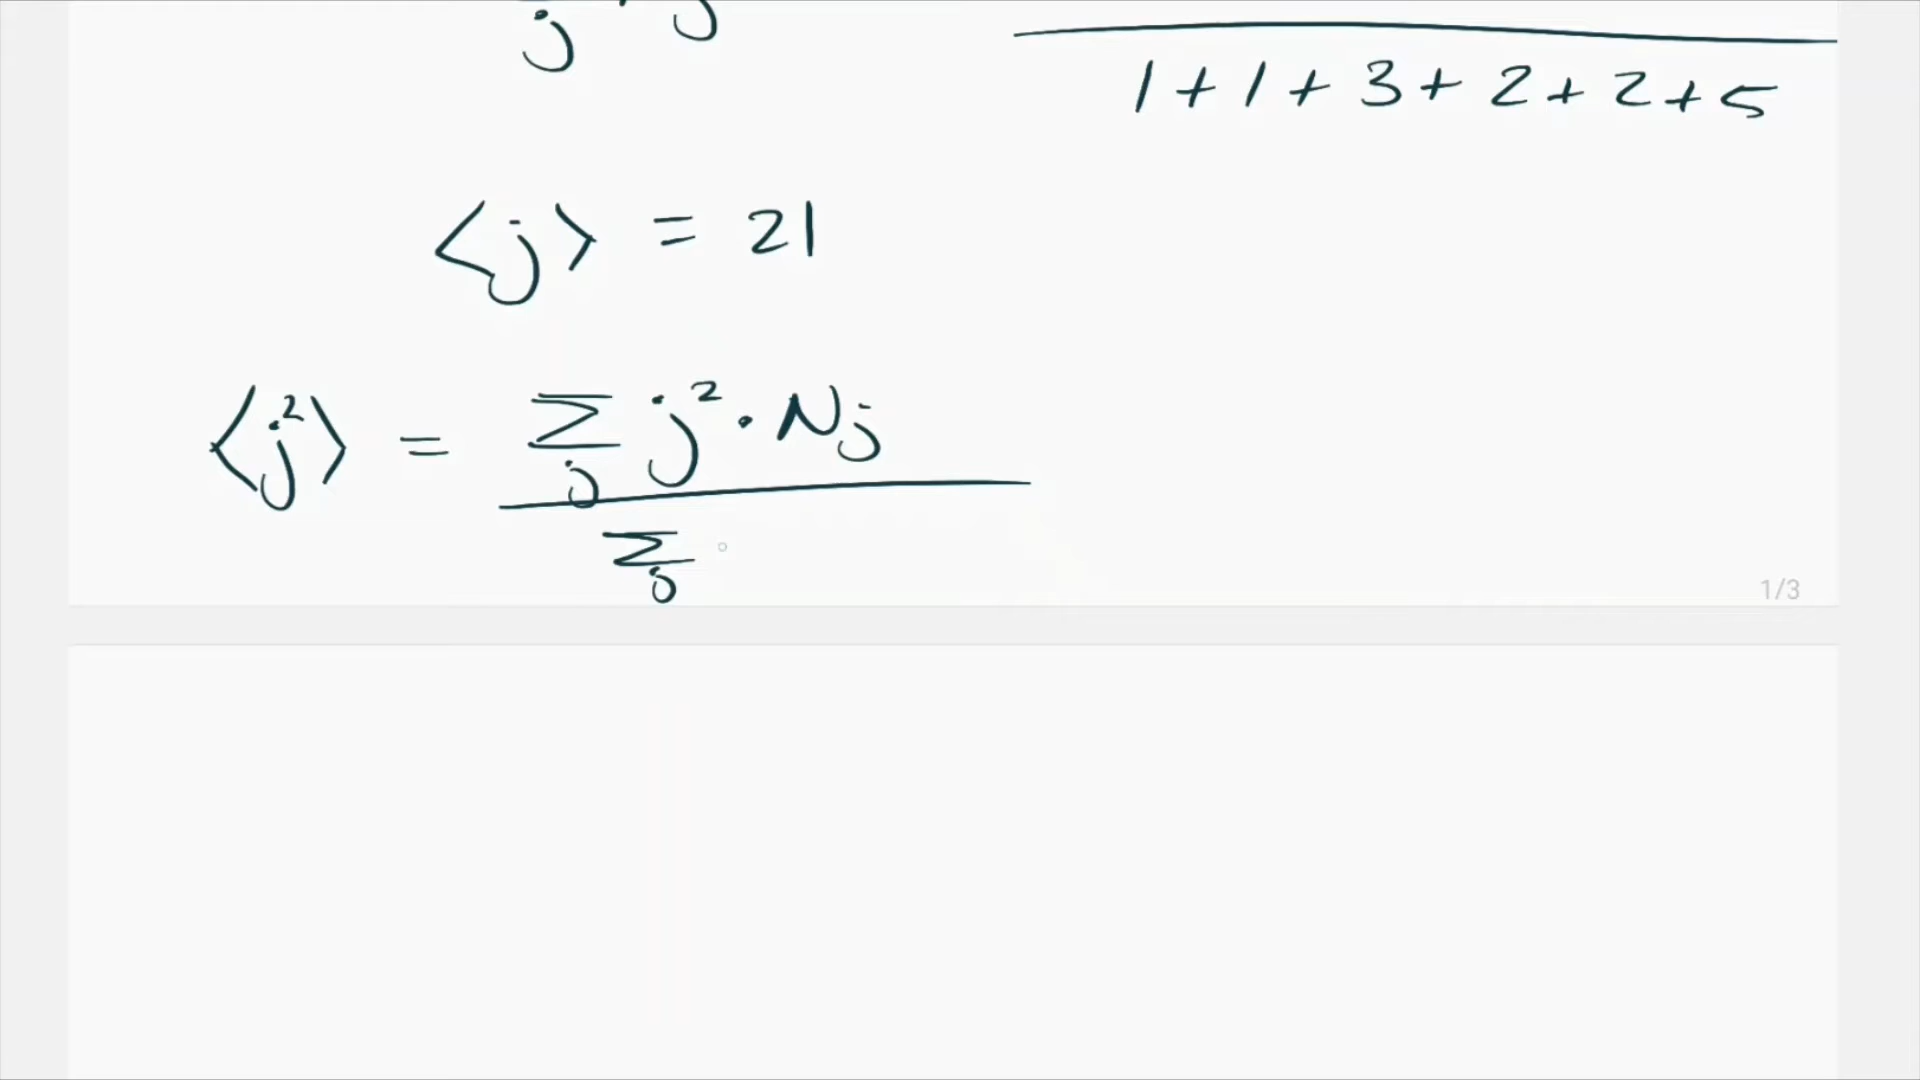 j j
1 + 1 + 3 + 2 + 2 + 5
<j> = 21
<j²> = Σ j² · Nj
j
Σ
j
1/3